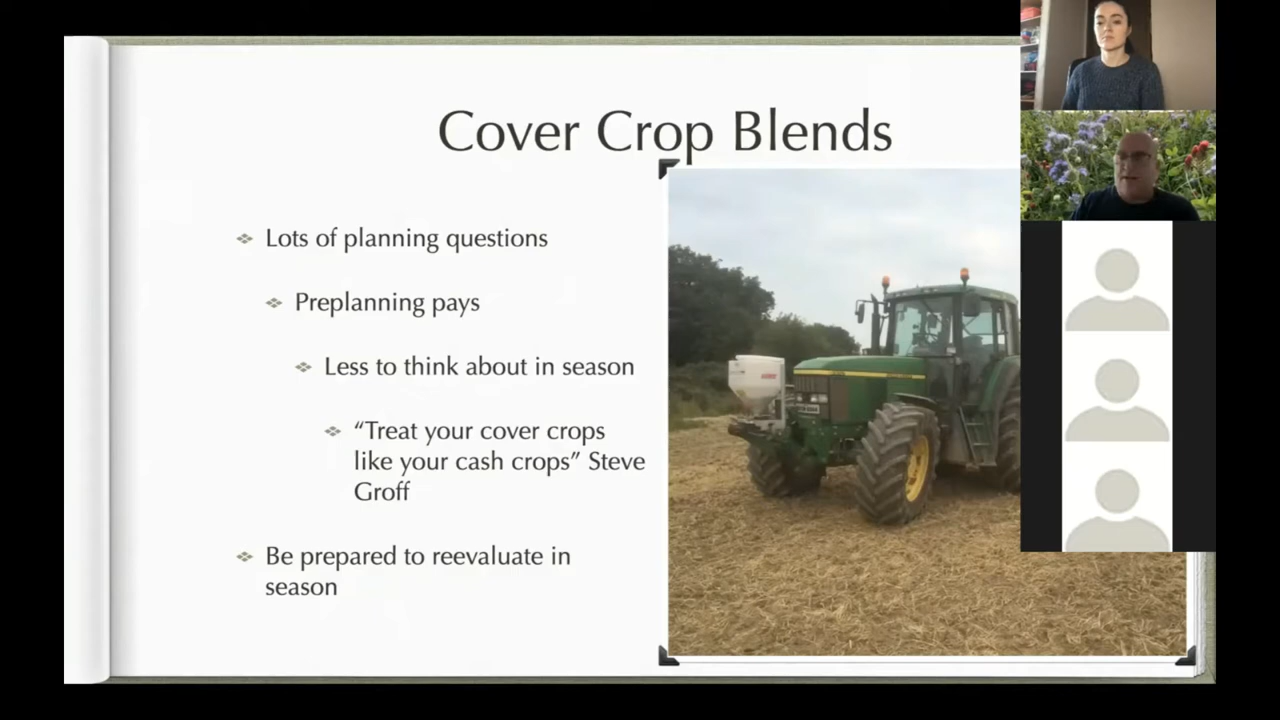 Cover Crop Blends
Lots of planning questions
Preplanning pays
Less to think about in season
“Treat your cover crops
like your cash crops” Steve
Groff
Be prepared to reevaluate in
season